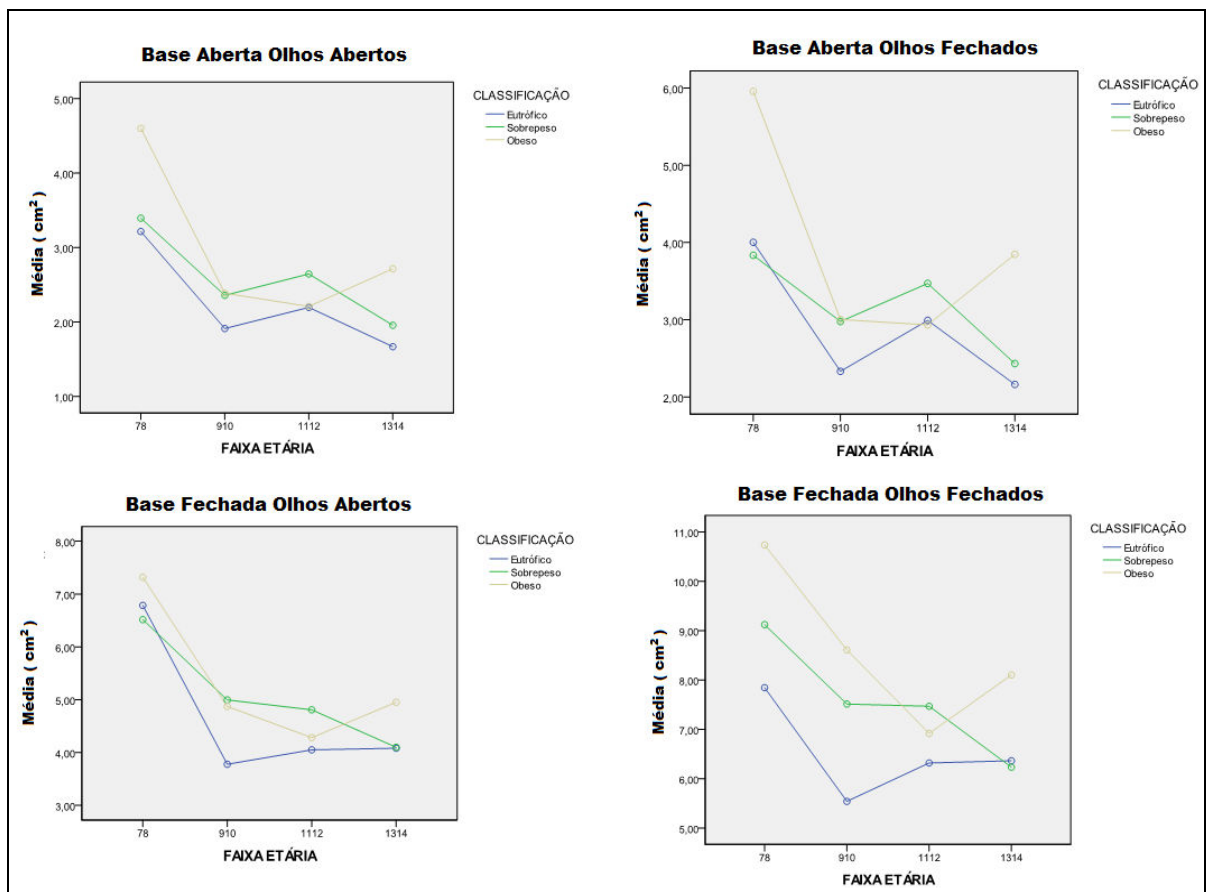 Base Aberta Olhos Abertos
5,00
4,00
3,00
2,00
1,00
Média ( cm² )
78
910
1112
1314
FAIXA ETÁRIA
CLASSIFICAÇÃO
Eutrófico
Sobrepeso
Obeso
Base Aberta Olhos Fechados
6,00
5,00
4,00
3,00
2,00
Média ( cm² )
78
910
1112
1314
FAIXA ETÁRIA
CLASSIFICAÇÃO
Eutrófico
Sobrepeso
Obeso
Base Fechada Olhos Abertos
8,00
7,00
6,00
5,00
4,00
3,00
Média ( cm² )
78
910
1112
1314
FAIXA ETÁRIA
CLASSIFICAÇÃO
Eutrófico
Sobrepeso
Obeso
Base Fechada Olhos Fechados
11,00
10,00
9,00
8,00
7,00
6,00
5,00
Média ( cm² )
78
910
1112
1314
FAIXA ETÁRIA
CLASSIFICAÇÃO
Eutrófico
Sobrepeso
Obeso